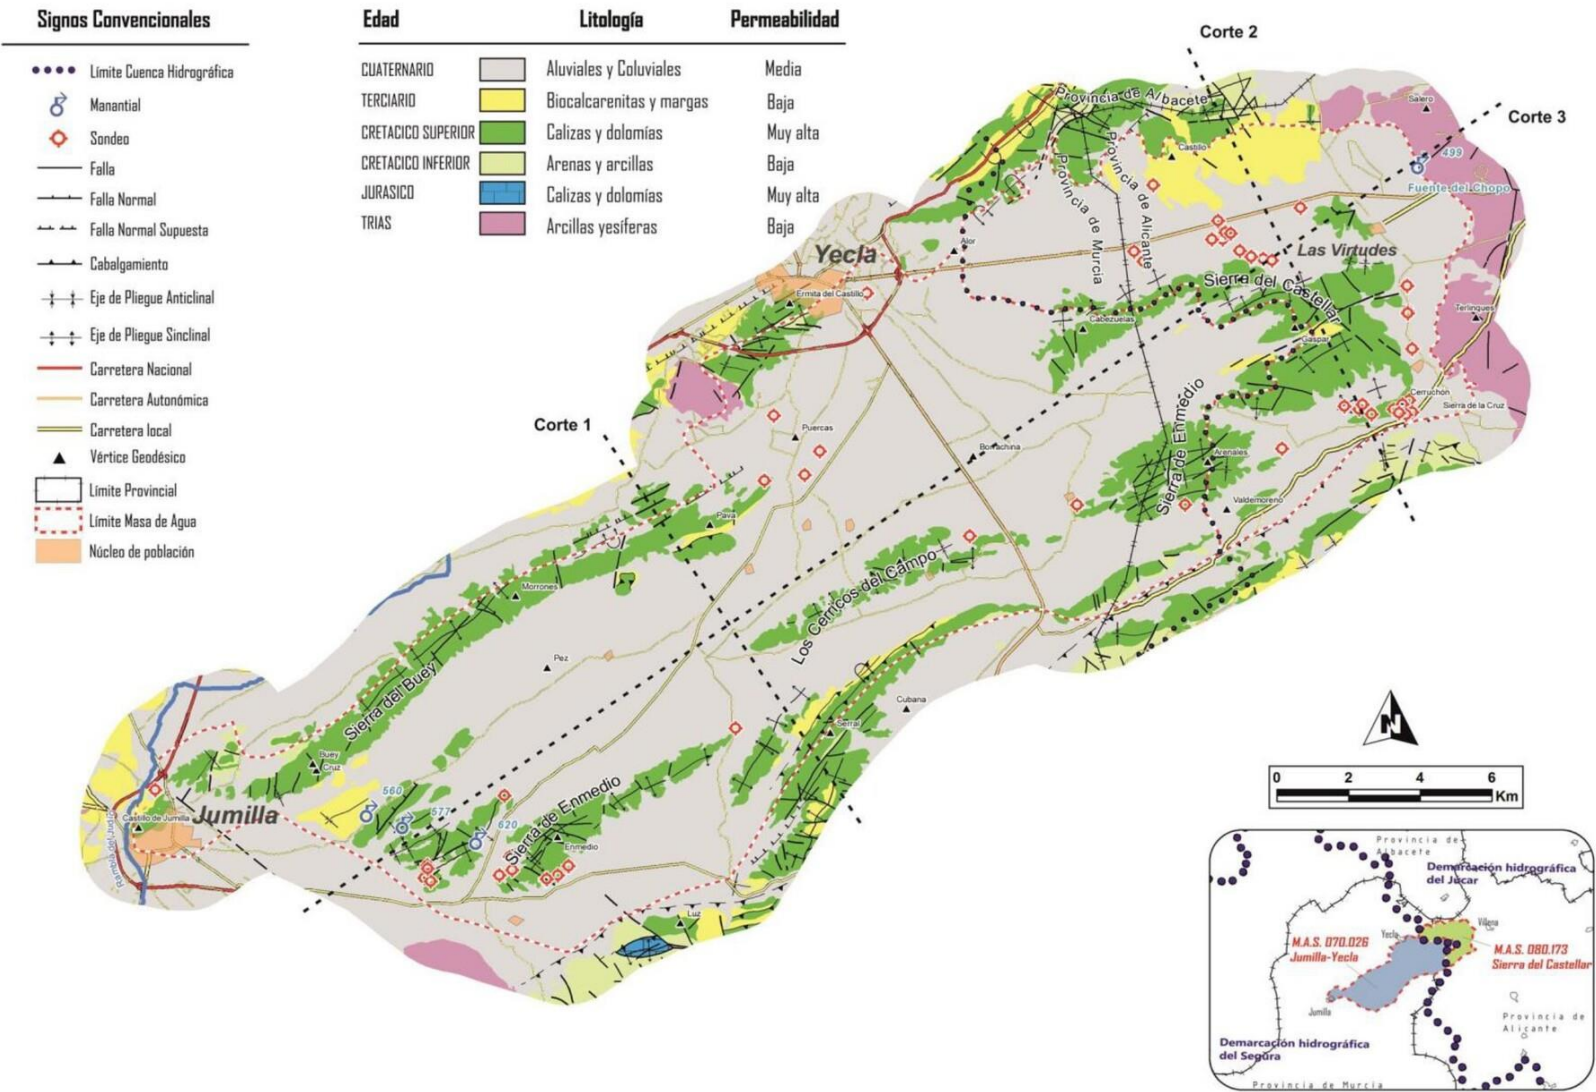 Signos Convencionales
Límite Cuenca Hidrográfica
Manantial
Sondeo
Falla
Falla Normal
Falla Normal Supuesta
Cabalgamiento
Eje de Pliegue Anticlinal
Eje de Pliegue Sinclinal
Carretera Nacional
Carretera Autonómica
Carretera local
Vértice Geodésico
Límite Provincial
Límite Masa de Agua
Núcleo de población
Edad Litología Permeabilidad
CUATERNARIO Aluviales y Coluviales Media
TERCIARIO Biocalcarenitas y margas Baja
CRETACICO SUPERIOR Calizas y dolomías Muy alta
CRETACICO INFERIOR Arenas y arcillas Baja
JURASICO Calizas y dolomías Muy alta
TRIAS Arcillas yesíferas Baja
Corte 2
Corte 3
Corte 1
Provincia de Albacete
Provincia de Alicante
Provincia de Murcia
Salero
Castillo
499
Fuente del Chopo
Las Virtudes
Alor
Yecla
Ermita del Castillo
Sierra del Castellar
Cabezuelas
Gaspar
Terlinques
Cerruchón
Sierra de la Cruz
Sierra de Enmedio
Arenales
Valdemoreno
Puercas
Borrachina
Pava
Morrones
Los Cerricos del Campo
Pez
Sierra del Buey
Cubana
Serral
Buey
Cruz
560
577
620
Jumilla
Castillo de Jumilla
Rambla del Judío
Sierra de Enmedio
Enmedio
Luz
N
0 2 4 6
Km
Provincia de
Albacete
Demarcación hidrográfica
del Júcar
Villena
Yecla
M.A.S. 070.026
Jumilla-Yecla
M.A.S. 080.173
Sierra del Castellar
Jumilla
Provincia de
Alicante
Demarcación hidrográfica
del Segura
Provincia de Murcia